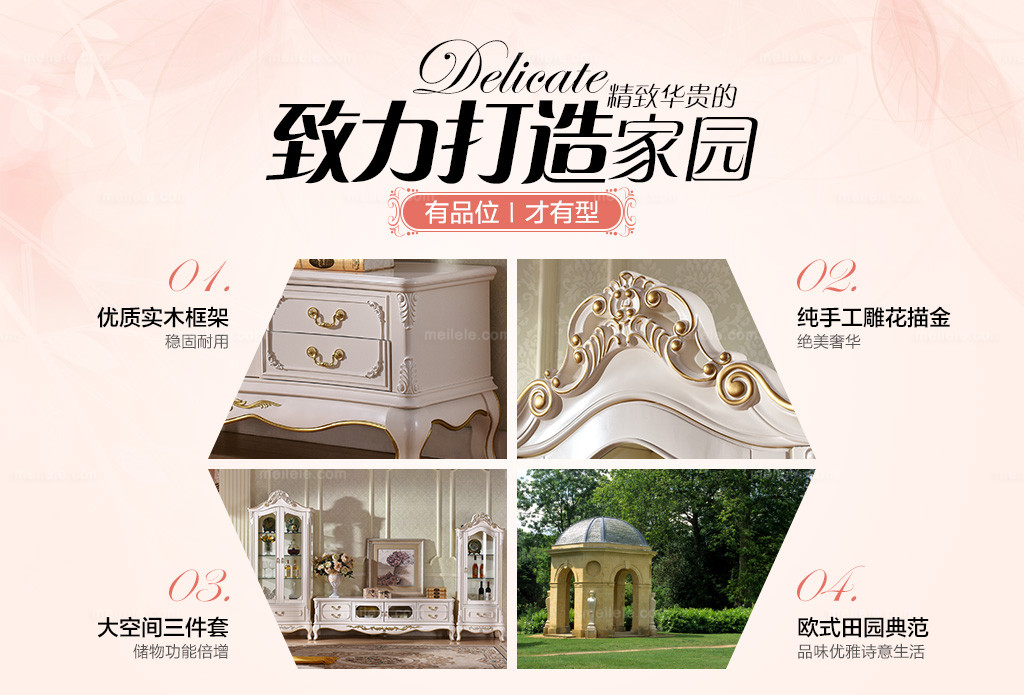 Delicate
精致华贵的
致力打造家园
有品位 | 才有型
01.
优质实木框架
稳固耐用
02.
纯手工雕花描金
绝美奢华
meilele.com
03.
大空间三件套
储物功能倍增
04.
欧式田园典范
品味优雅诗意生活